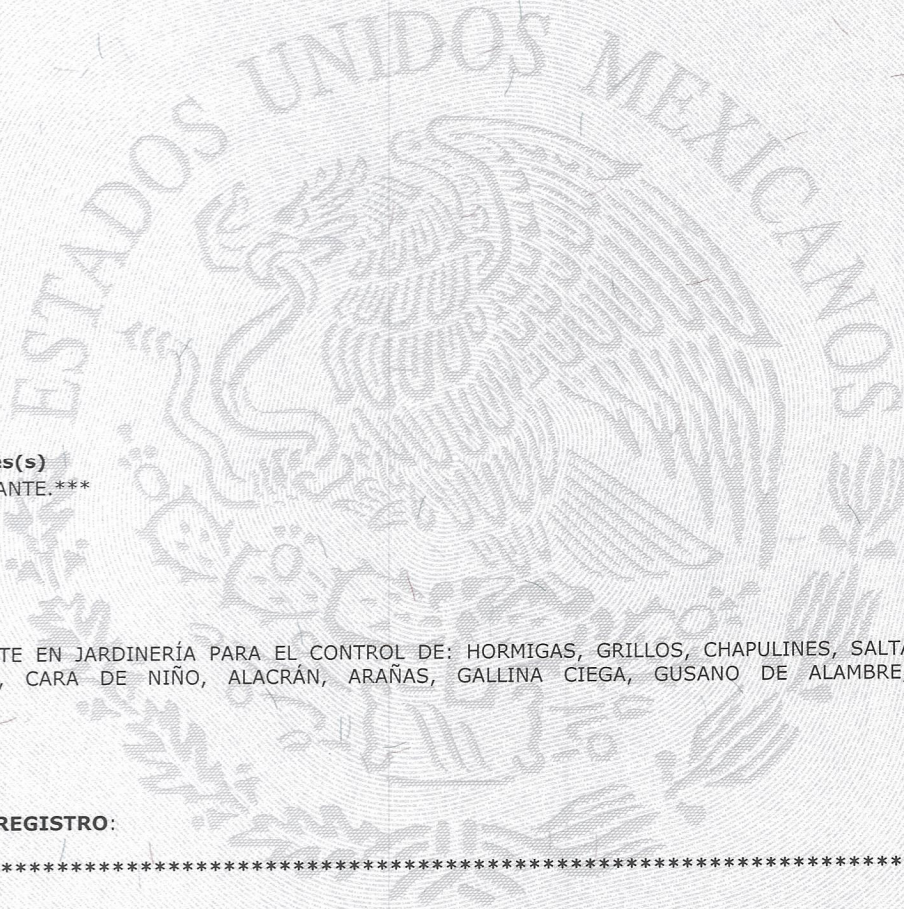 ESTADOS UNIDOS MEXICANOS
es(s)
ANTE.***
TE EN JARDINERÍA PARA EL CONTROL DE: HORMIGAS, GRILLOS, CHAPULINES, SALTA
, CARA DE NIÑO, ALACRÁN, ARAÑAS, GALLINA CIEGA, GUSANO DE ALAMBRE,
REGISTRO: